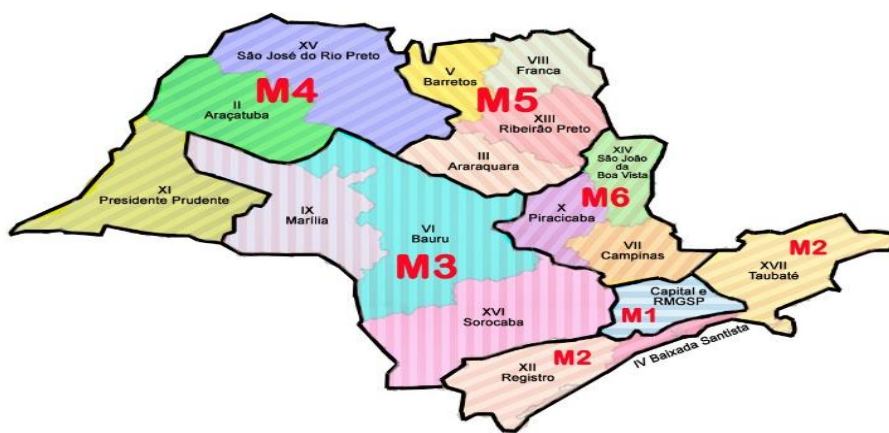 XV
São José do Rio Preto
M4
II
Araçatuba
V
Barretos
VIII
Franca
M5
XIII
Ribeirão Preto
III
Araraquara
XI
Presidente Prudente
IX
Marília
VI
Bauru
M3
XIV
São João
da
Boa Vista
M6
X
Piracicaba
VII
Campinas
M2
XVII
Taubaté
Capital e
RMGSP
M1
XVI
Sorocaba
M2
XII
Registro
IV Baixada Santista